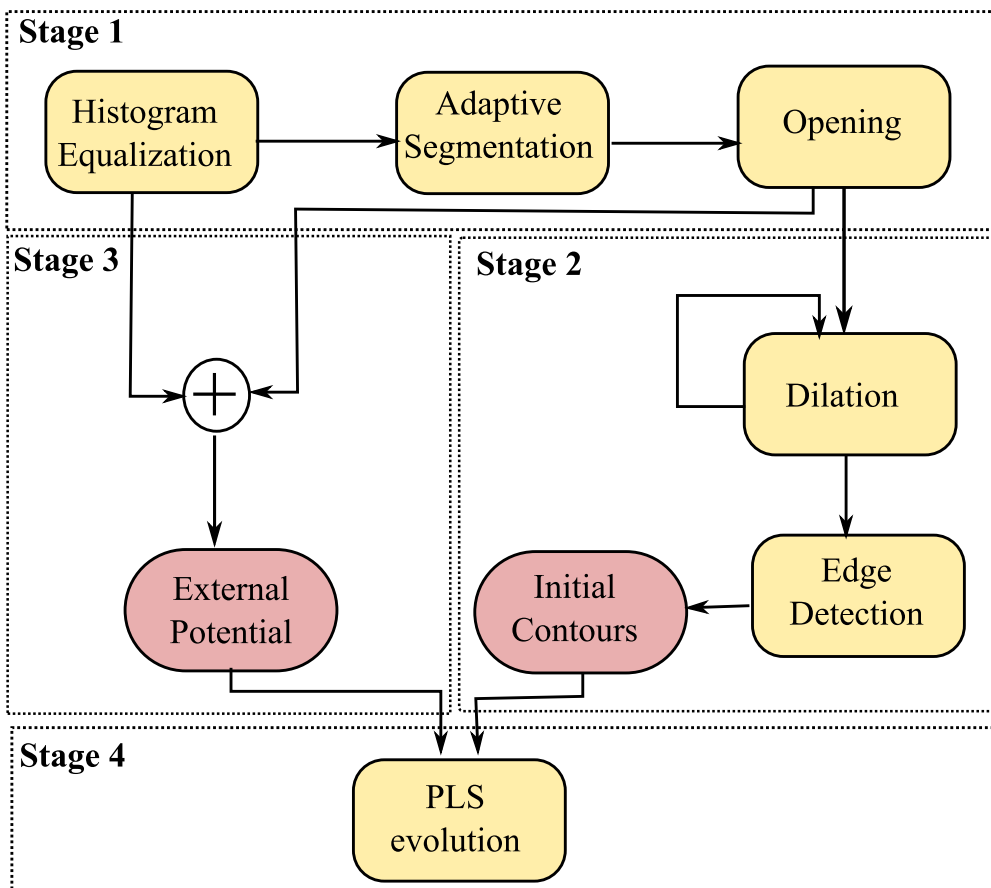 Stage 1
Histogram
Equalization
Adaptive
Segmentation
Opening
Stage 3
Stage 2
Dilation
External
Potential
Initial
Contours
Edge
Detection
Stage 4
PLS
evolution